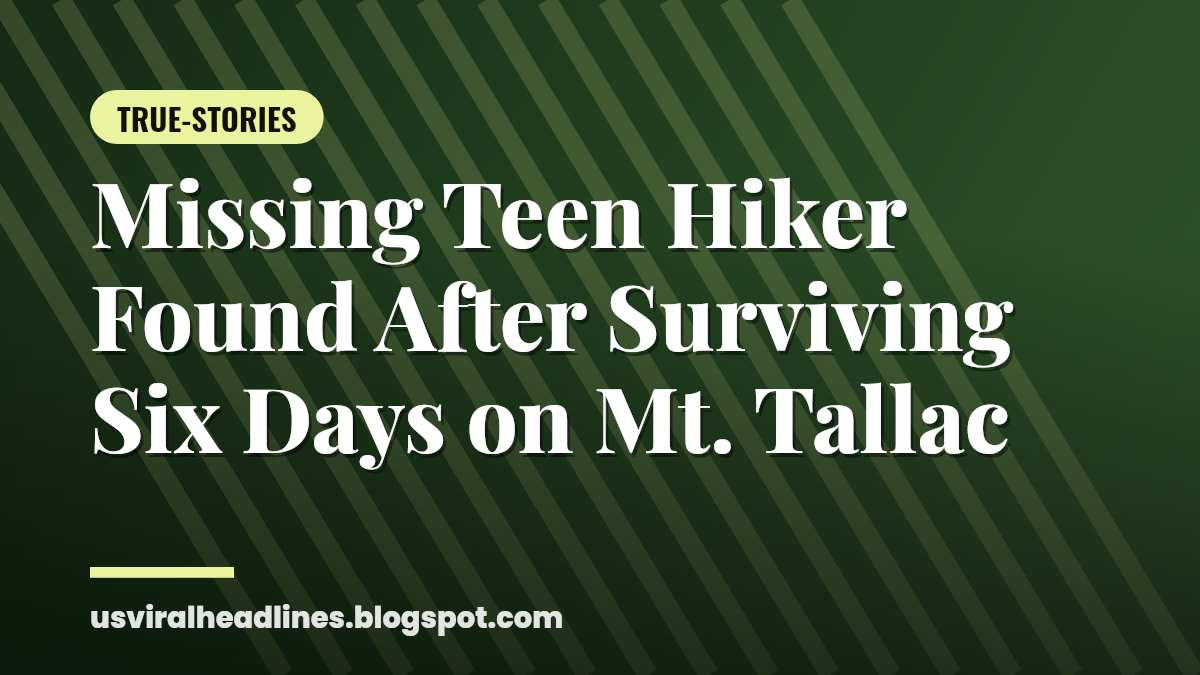 TRUE-STORIES
Missing Teen Hiker
Found After Surviving
Six Days on Mt. Tallac
usviralheadlines.blogspot.com